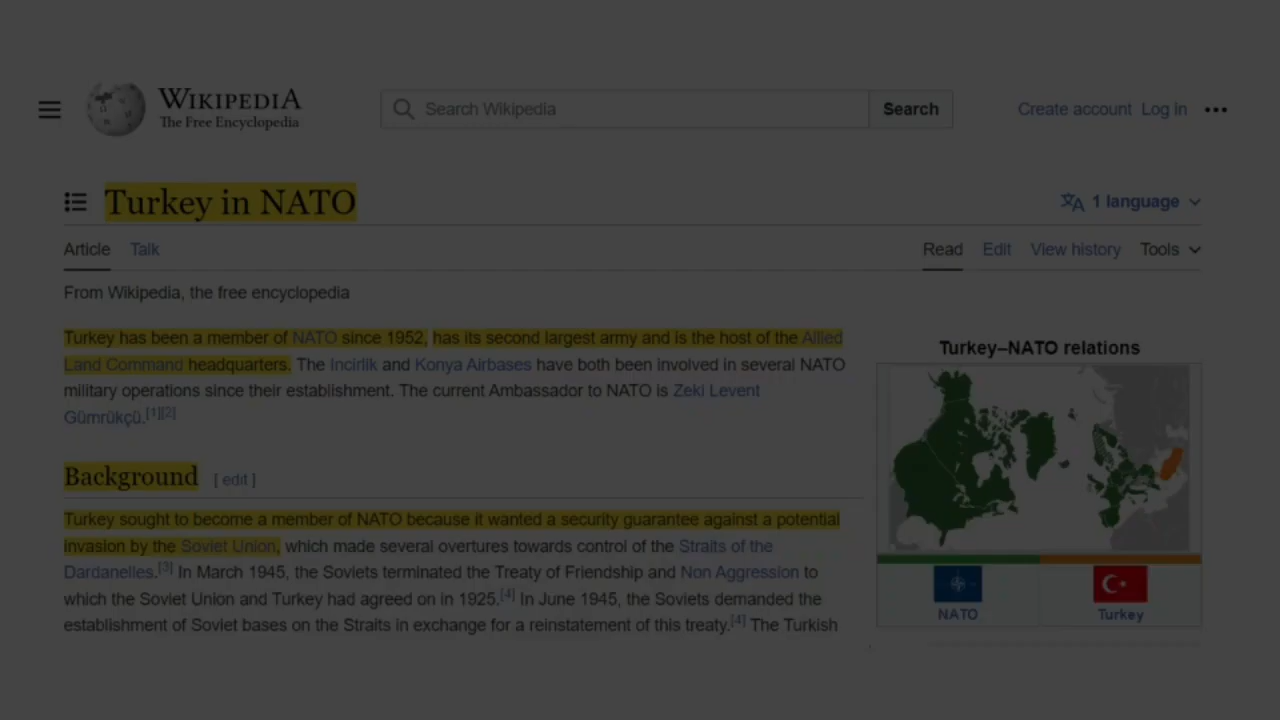 WIKIPEDIA
The Free Encyclopedia
Search Wikipedia
Search
Create account Log in
Turkey in NATO
1 language
Article Talk
Read Edit View history Tools
From Wikipedia, the free encyclopedia
Turkey has been a member of NATO since 1952, has its second largest army and is the host of the Allied
Land Command headquarters. The Incirlik and Konya Airbases have both been involved in several NATO
military operations since their establishment. The current Ambassador to NATO is Zeki Levent
Gümrükçü.[1][2]
Background [ edit ]
Turkey sought to become a member of NATO because it wanted a security guarantee against a potential
invasion by the Soviet Union, which made several overtures towards control of the Straits of the
Dardanelles.[3] In March 1945, the Soviets terminated the Treaty of Friendship and Non Aggression to
which the Soviet Union and Turkey had agreed on in 1925.[4] In June 1945, the Soviets demanded the
establishment of Soviet bases on the Straits in exchange for a reinstatement of this treaty.[4] The Turkish
Turkey–NATO relations
NATO
Turkey